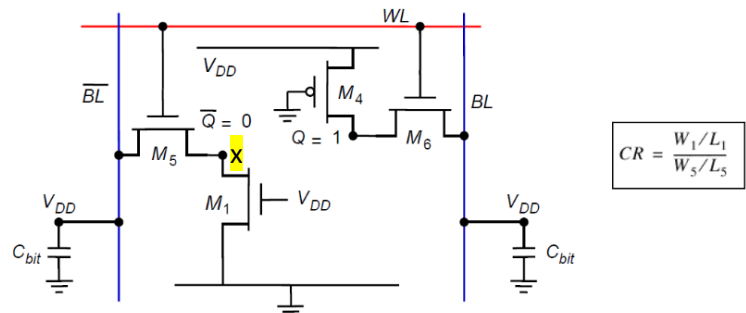 WL
V_DD
B̅L̅
BL
M_4
Q̅ = 0
Q = 1
M_5
X
M_6
CR = (W_1/L_1)/(W_5/L_5)
V_DD
M_1
V_DD
V_DD
C_bit
C_bit